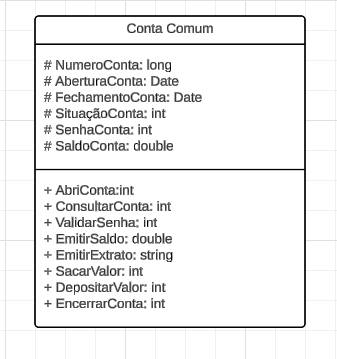 Conta Comum
# NumeroConta: long
# AberturaConta: Date
# FechamentoConta: Date
# SituaçãoConta: int
# SenhaConta: int
# SaldoConta: double
+ AbriConta:int
+ ConsultarConta: int
+ ValidarSenha: int
+ EmitirSaldo: double
+ EmitirExtrato: string
+ SacarValor: int
+ DepositarValor: int
+ EncerrarConta: int